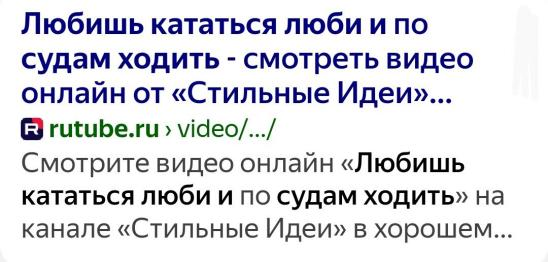 Любишь кататься люби и по
судам ходить - смотреть видео
онлайн от «Стильные Идеи»...
R rutube.ru › video/.../
Смотрите видео онлайн «Любишь
кататься люби и по судам ходить» на
канале «Стильные Идеи» в хорошем...